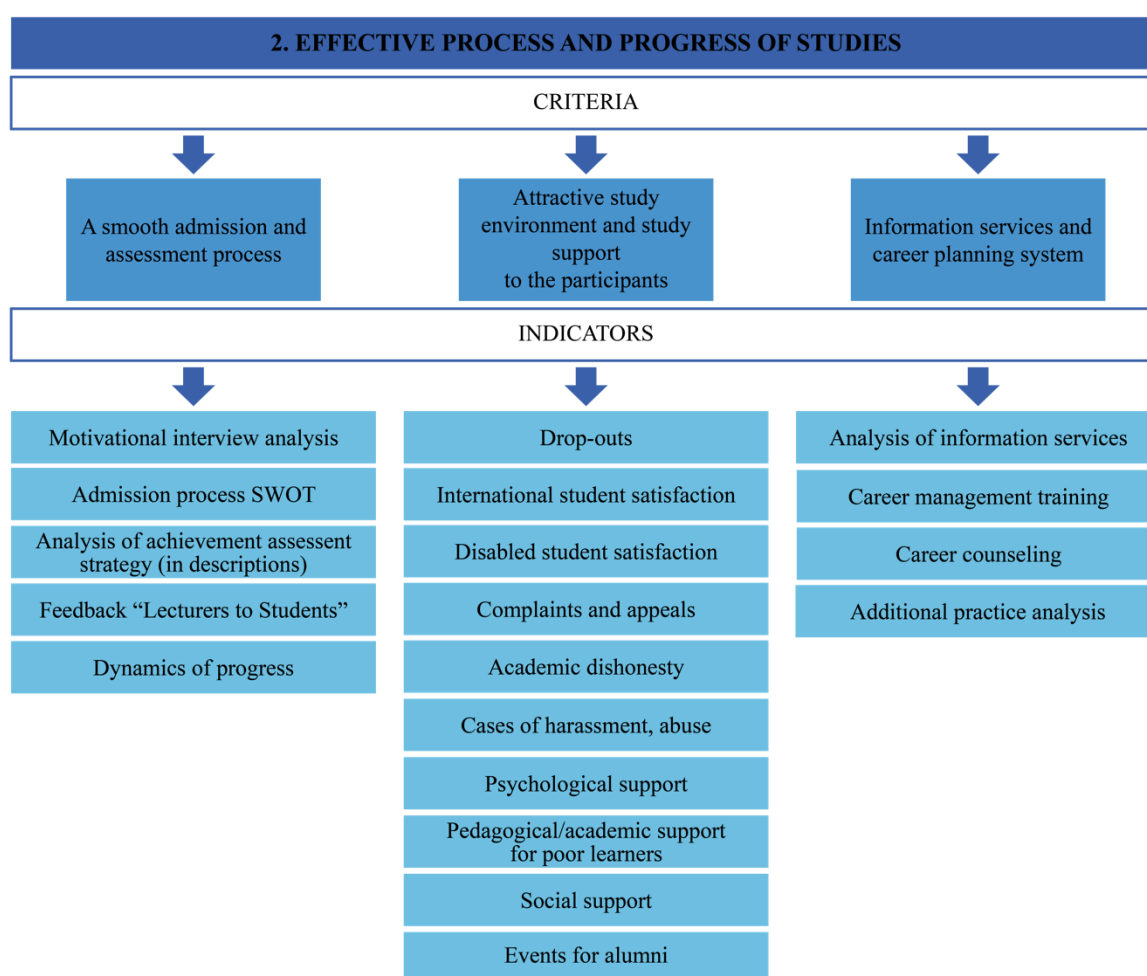 2. EFFECTIVE PROCESS AND PROGRESS OF STUDIES
CRITERIA
A smooth admission and
assessment process
Attractive study
environment and study
support
to the participants
Information services and
career planning system
INDICATORS
Motivational interview analysis
Admission process SWOT
Analysis of achievement assessent
strategy (in descriptions)
Feedback “Lecturers to Students”
Dynamics of progress
Drop-outs
International student satisfaction
Disabled student satisfaction
Complaints and appeals
Academic dishonesty
Cases of harassment, abuse
Psychological support
Pedagogical/academic support
for poor learners
Social support
Events for alumni
Analysis of information services
Career management training
Career counseling
Additional practice analysis